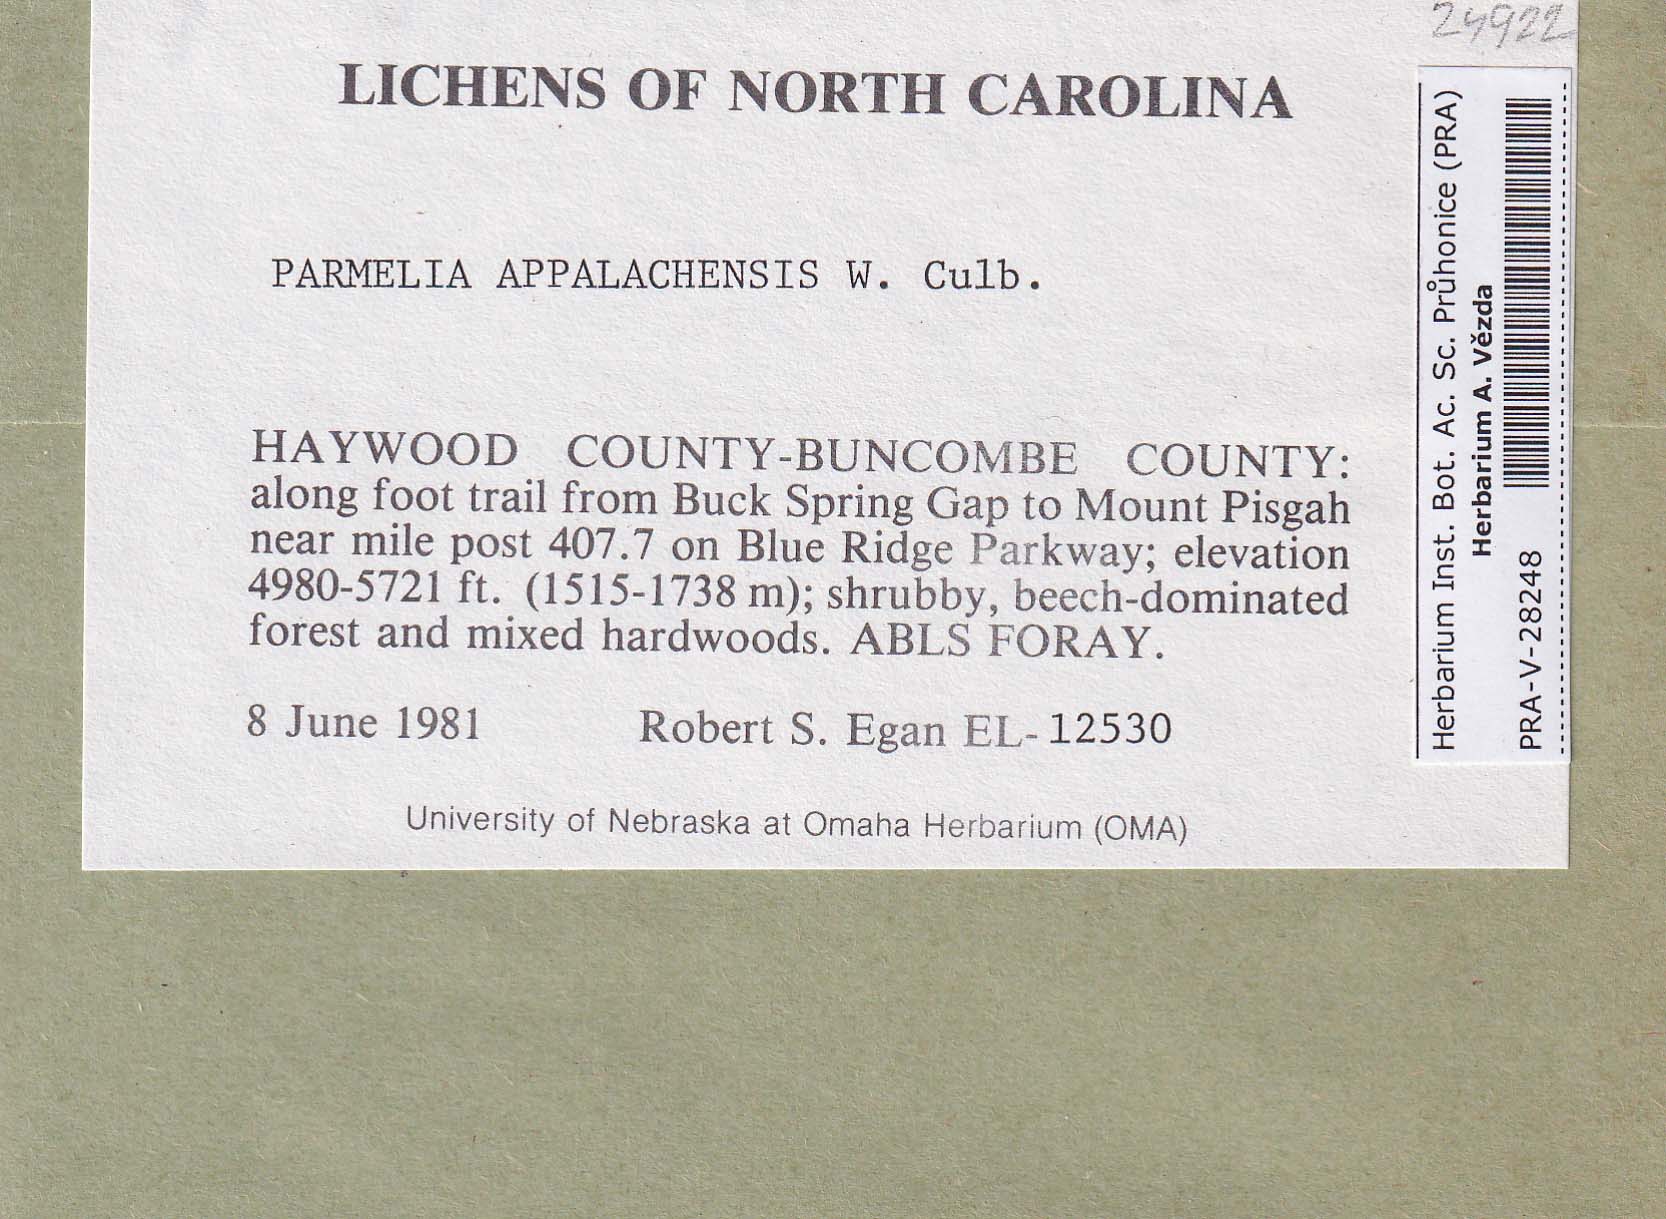 24922
LICHENS OF NORTH CAROLINA
PARMELIA APPALACHENSIS W. Culb.
HAYWOOD COUNTY-BUNCOMBE COUNTY:
along foot trail from Buck Spring Gap to Mount Pisgah
near mile post 407.7 on Blue Ridge Parkway; elevation
4980-5721 ft. (1515-1738 m); shrubby, beech-dominated
forest and mixed hardwoods. ABLS FORAY.
8 June 1981 Robert S. Egan EL-12530
University of Nebraska at Omaha Herbarium (OMA)
Herbarium Inst. Bot. Ac. Sc. Průhonice (PRA)
Herbarium A. Vězda
PRA-V-28248